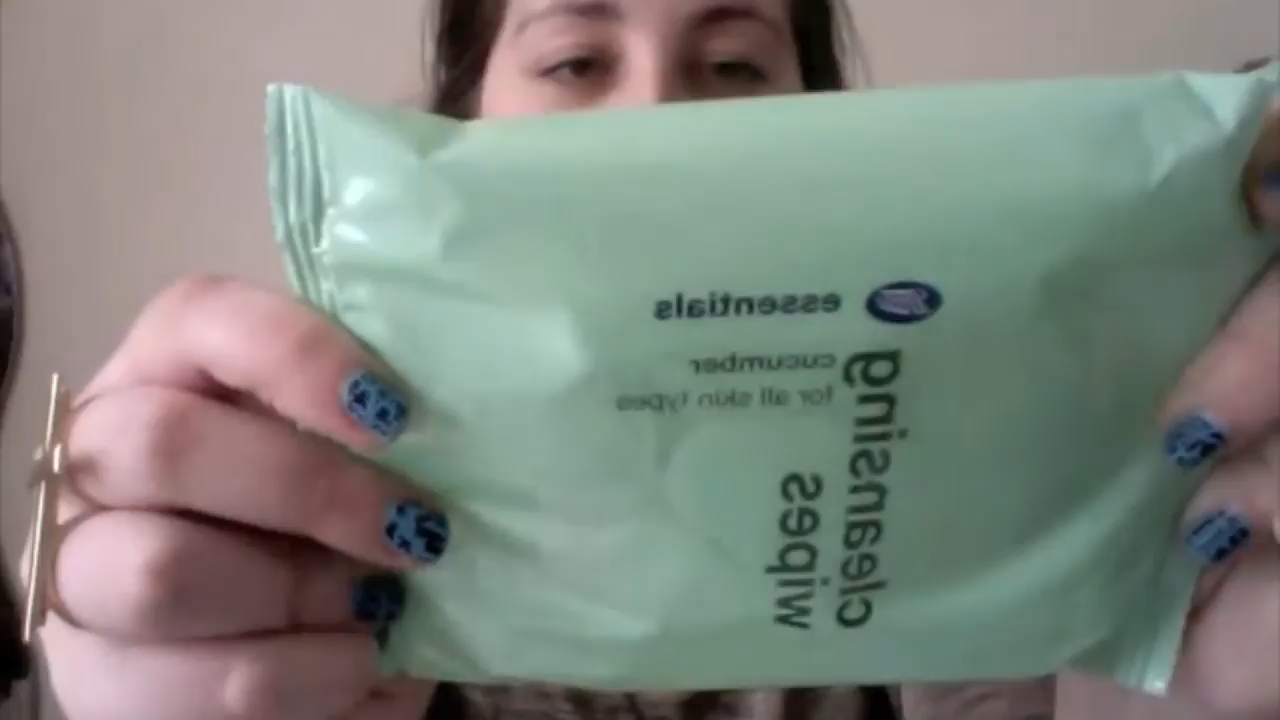 essentials
cucumber
for all skin types
cleansing
wipes